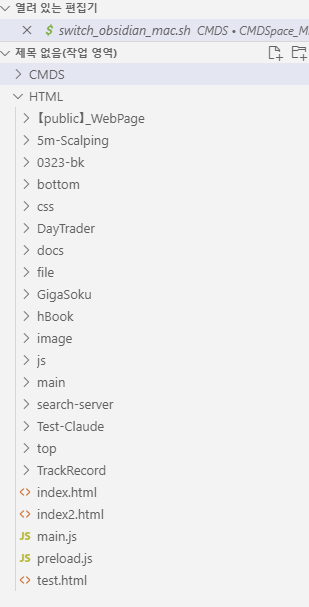 열려 있는 편집기
$ switch_obsidian_mac.sh CMDS • CMDSpace_M
제목 없음(작업 영역)
CMDS
HTML
【public】_WebPage
5m-Scalping
0323-bk
bottom
css
DayTrader
docs
file
GigaSoku
hBook
image
js
main
search-server
Test-Claude
top
TrackRecord
<> index.html
<> index2.html
JS main.js
JS preload.js
<> test.html